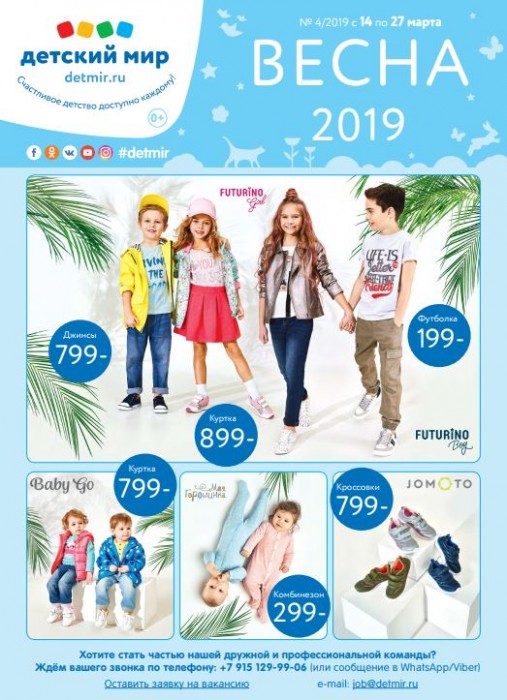 № 4/2019 с 14 по 27 марта
детский мир
detmir.ru
Счастливое детство доступно каждому!
0+
ВЕСНА
2019
#detmir
FUTURINO
Girl
Джинсы
799-
Футболка
199-
Куртка
899-
FUTURINO
Boy
Baby Go
Куртка
799-
Моя
Горошинка
Комбинезон
299-
Кроссовки
799-
JOMOTO
Хотите стать частью нашей дружной и профессиональной команды?
Ждём вашего звонка по телефону: +7 915 129-99-06 (или сообщение в WhatsApp/Viber)
Оставить заявку на вакансию e-mail: job@detmir.ru